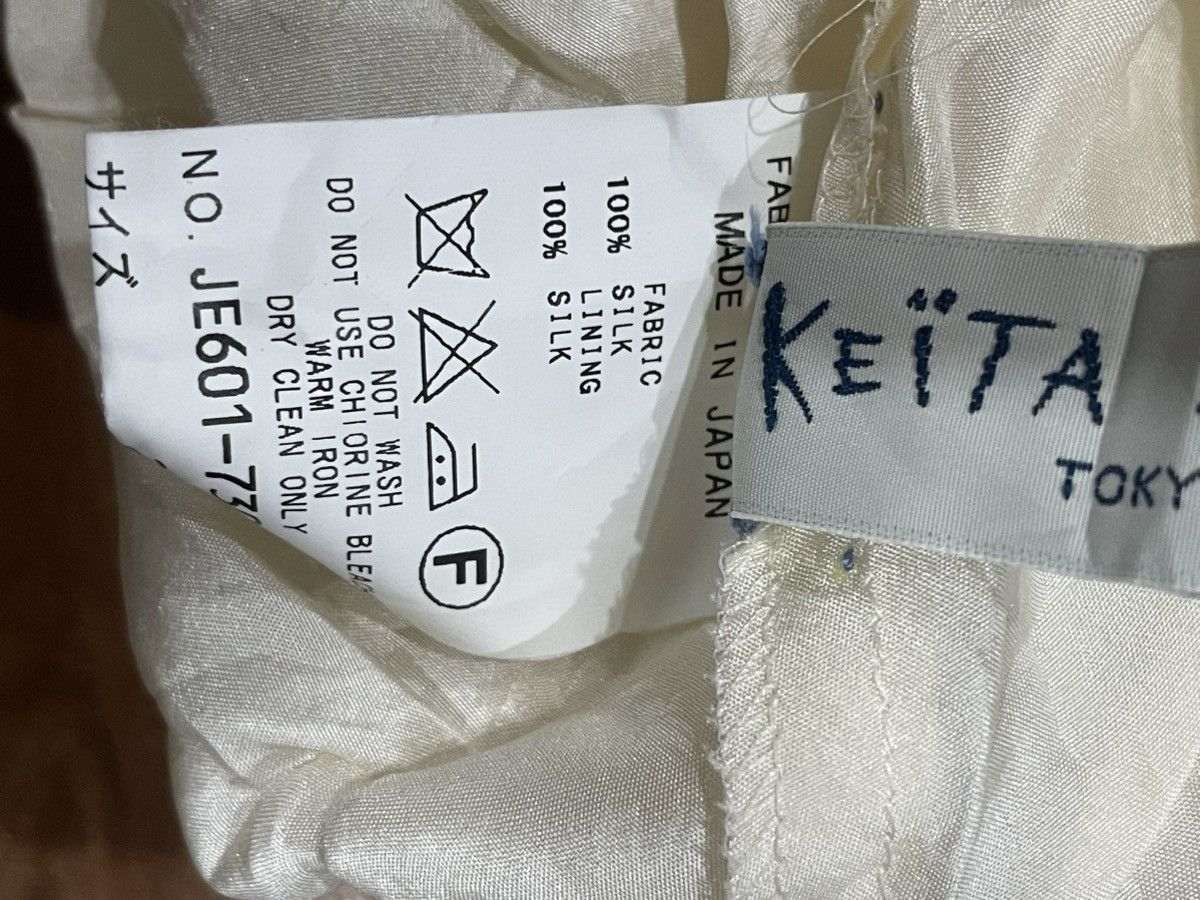 KEÏTA
TOKY
FAB
MADE IN JAPAN
FABRIC
100% SILK
LINING
100% SILK
F
DO NOT WASH
DO NOT USE CHIORINE BLEA
WARM IRON
DRY CLEAN ONLY
NO. JE601-73
サイズ